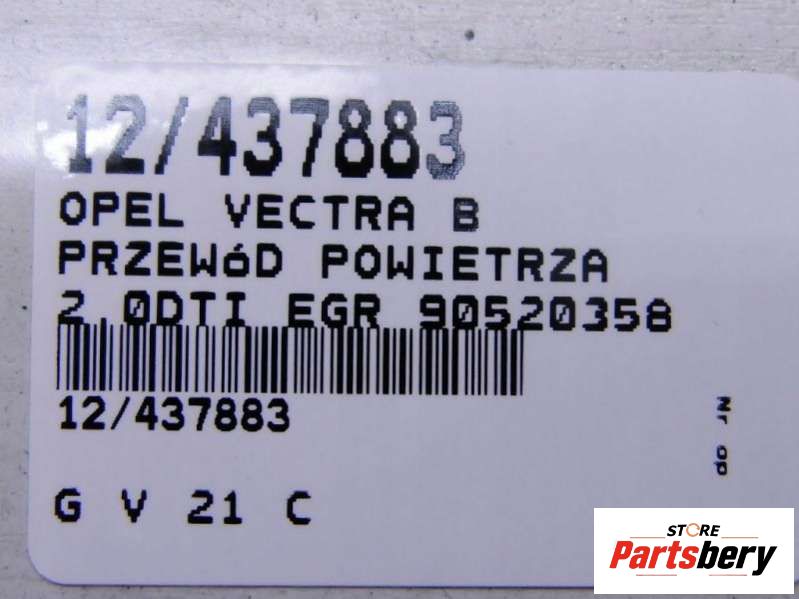 12/437883
OPEL VECTRA B
PRZEWóD POWIETRZA
2.0DTI EGR 90520358
12/437883
G V 21 C
Nr op
STORE
Partsbery